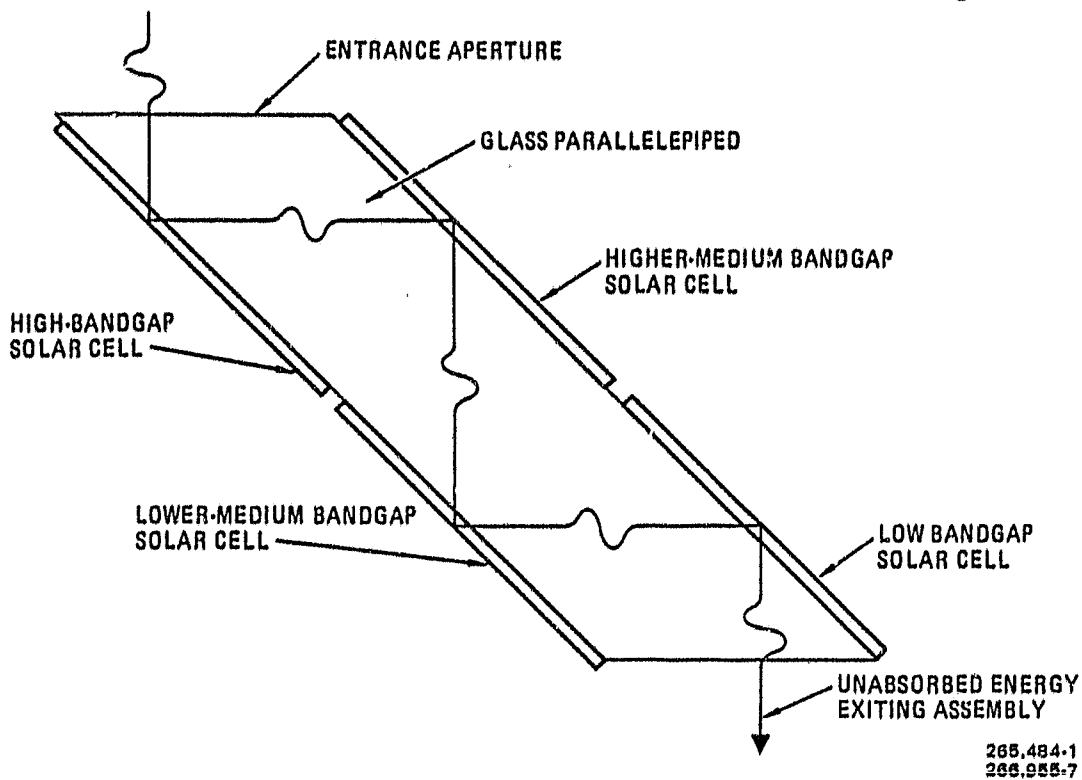 ENTRANCE APERTURE
GLASS PARALLELEPIPED
HIGHER-MEDIUM BANDGAP
SOLAR CELL
HIGH-BANDGAP
SOLAR CELL
LOWER-MEDIUM BANDGAP
SOLAR CELL
LOW BANDGAP
SOLAR CELL
UNABSORBED ENERGY
EXITING ASSEMBLY
265,484-1
266,955-7